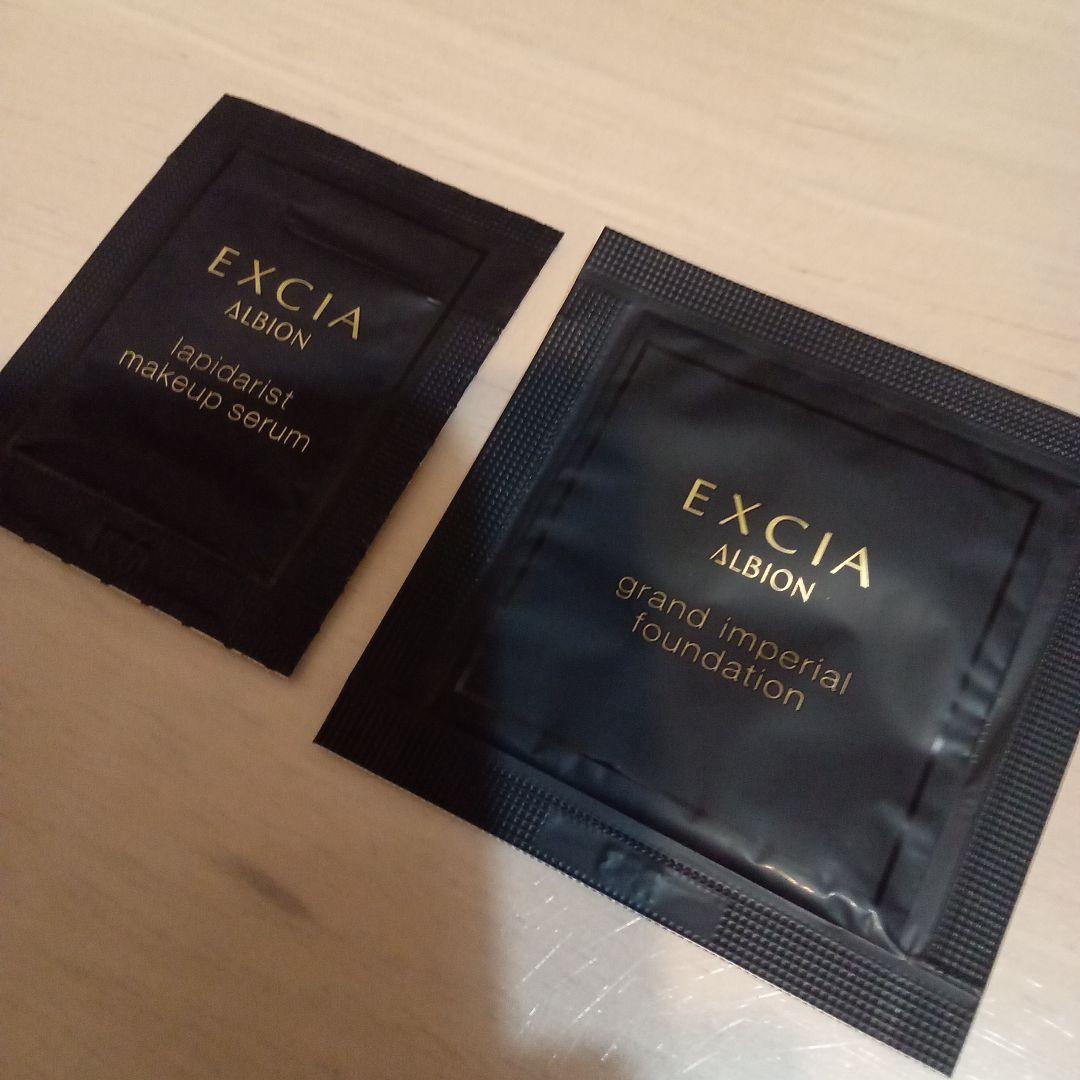 EXCIA
ALBION
lapidarist
makeup serum
EXCIA
ALBION
grand imperial
foundation